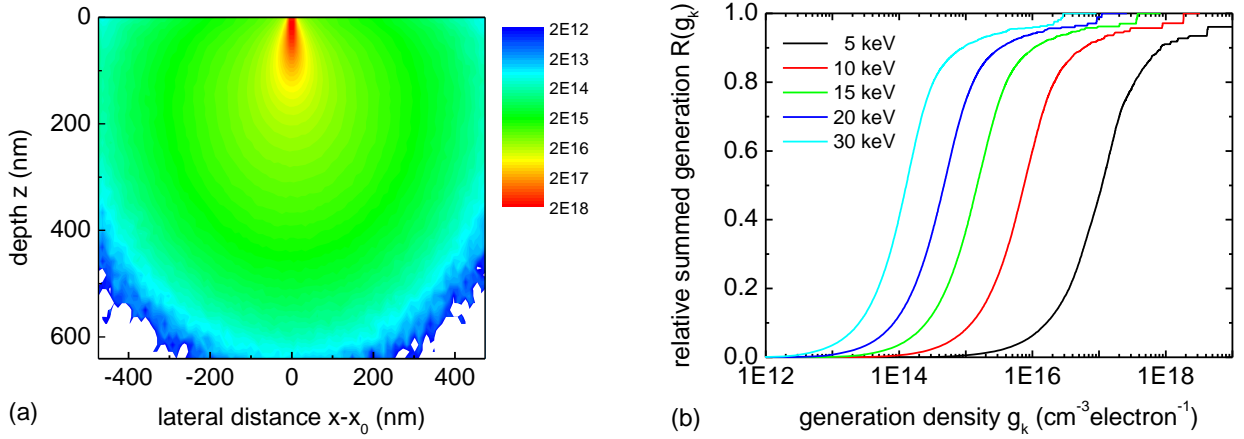 0
200
400
600
depth z (nm)
-400
-200
0
200
400
lateral distance x-x0 (nm)
(a)
2E12
2E13
2E14
2E15
2E16
2E17
2E18
1.0
0.8
0.6
0.4
0.2
0.0
relative summed generation R(gk)
5 keV
10 keV
15 keV
20 keV
30 keV
1E12
1E14
1E16
1E18
generation density gk (cm-3electron-1)
(b)